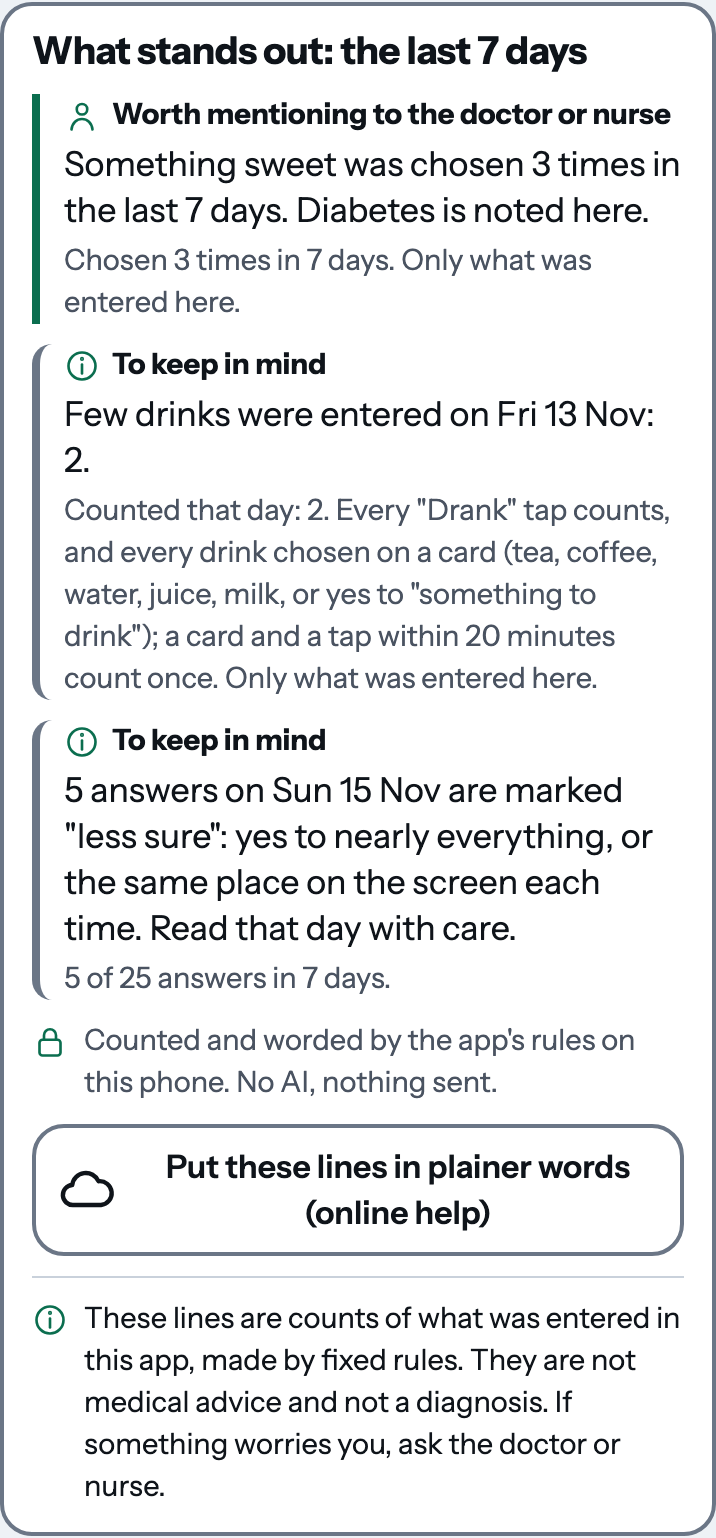 What stands out: the last 7 days
Worth mentioning to the doctor or nurse
Something sweet was chosen 3 times in
the last 7 days. Diabetes is noted here.
Chosen 3 times in 7 days. Only what was
entered here.
To keep in mind
Few drinks were entered on Fri 13 Nov:
2.
Counted that day: 2. Every "Drank" tap counts,
and every drink chosen on a card (tea, coffee,
water, juice, milk, or yes to "something to
drink"); a card and a tap within 20 minutes
count once. Only what was entered here.
To keep in mind
5 answers on Sun 15 Nov are marked
"less sure": yes to nearly everything, or
the same place on the screen each
time. Read that day with care.
5 of 25 answers in 7 days.
Counted and worded by the app's rules on
this phone. No AI, nothing sent.
Put these lines in plainer words
(online help)
These lines are counts of what was entered in
this app, made by fixed rules. They are not
medical advice and not a diagnosis. If
something worries you, ask the doctor or
nurse.